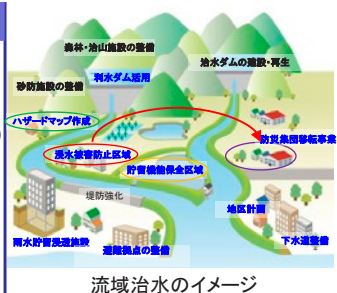 森林・治山施設の整備
治水ダムの建設・再生
利水ダム活用
砂防施設の整備
ハザードマップ作成
浸水被害防止区域
防災集団移転事業
貯留機能保全区域
堤防強化
地区計画
雨水貯留浸透施設
避難拠点の整備
下水道整備
流域治水のイメージ